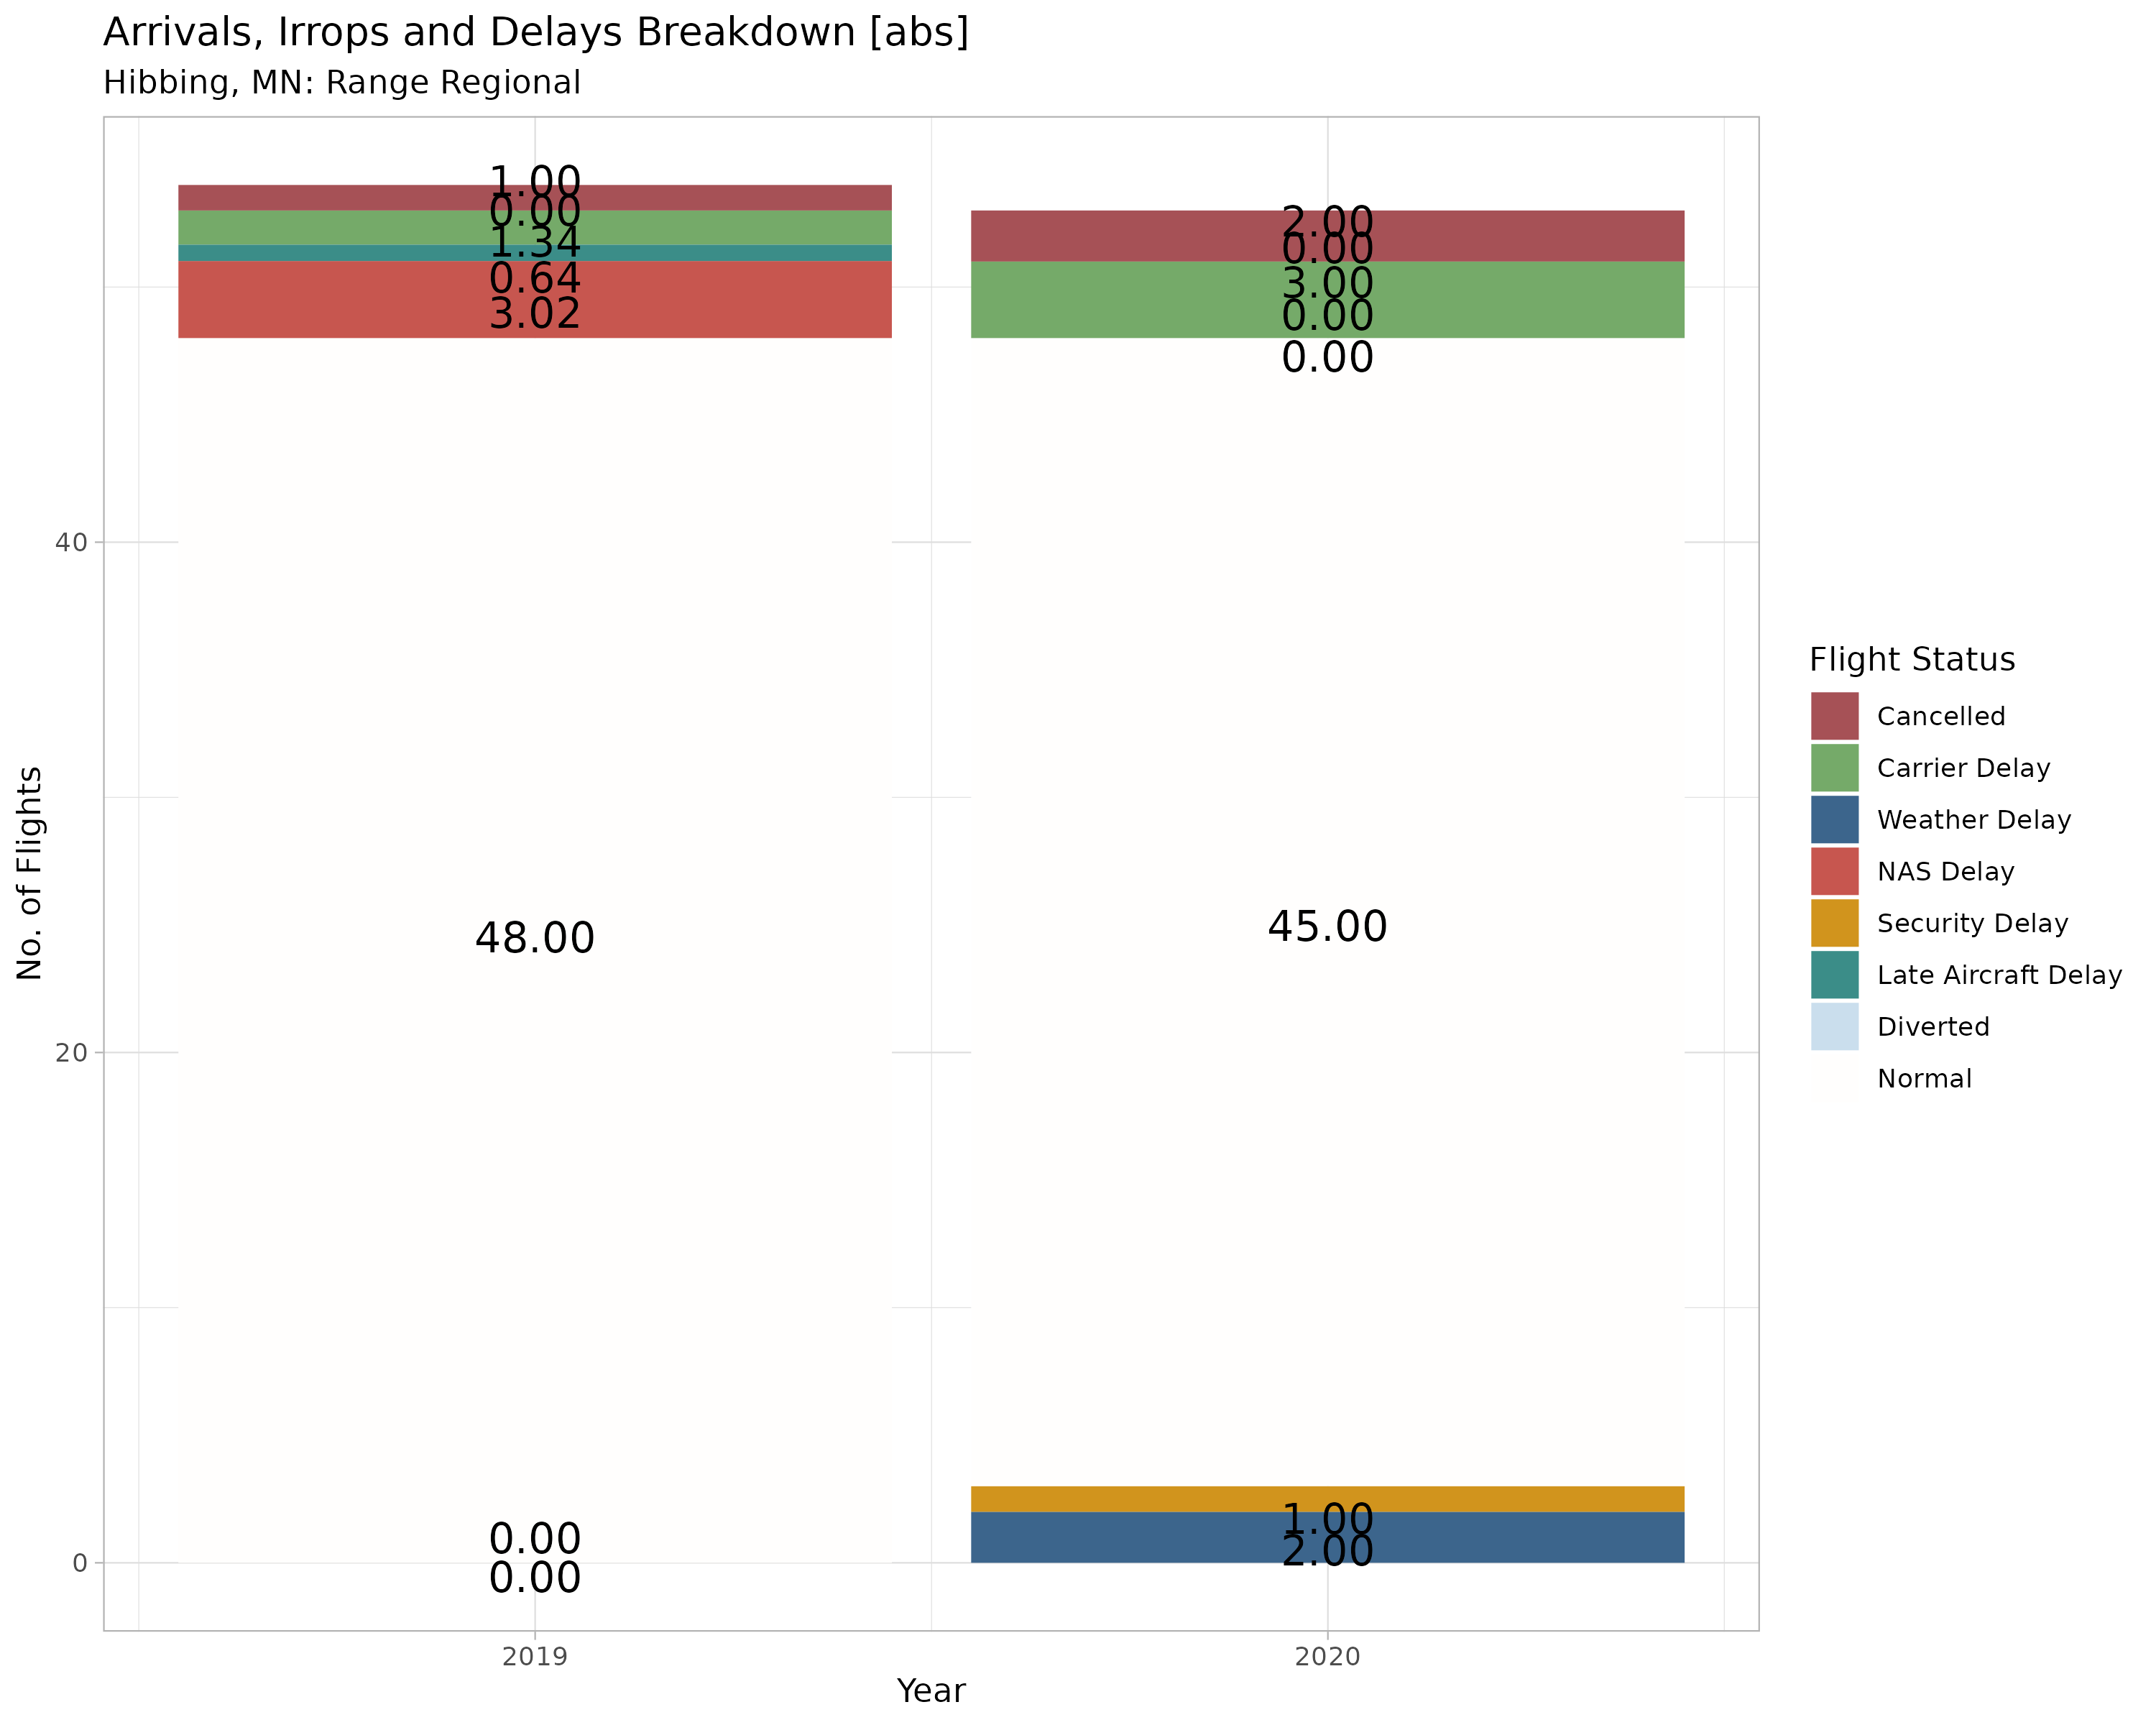 Arrivals, Irrops and Delays Breakdown [abs]
Hibbing, MN: Range Regional
1.00
0.00
1.34
0.64
3.02
48.00
0.00
0.00
2.00
0.00
3.00
0.00
0.00
45.00
1.00
2.00
40
20
0
No. of Flights
2019
2020
Year
Flight Status
Cancelled
Carrier Delay
Weather Delay
NAS Delay
Security Delay
Late Aircraft Delay
Diverted
Normal